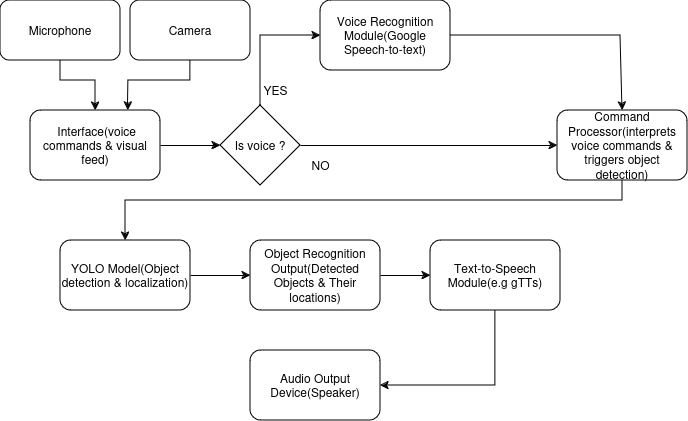 Microphone
Camera
Voice Recognition
Module(Google
Speech-to-text)
YES
Interface(voice
commands & visual
feed)
Is voice ?
NO
Command
Processor(interprets
voice commands &
triggers object
detection)
YOLO Model(Object
detection & localization)
Object Recognition
Output(Detected
Objects & Their
locations)
Text-to-Speech
Module(e.g gTTs)
Audio Output
Device(Speaker)